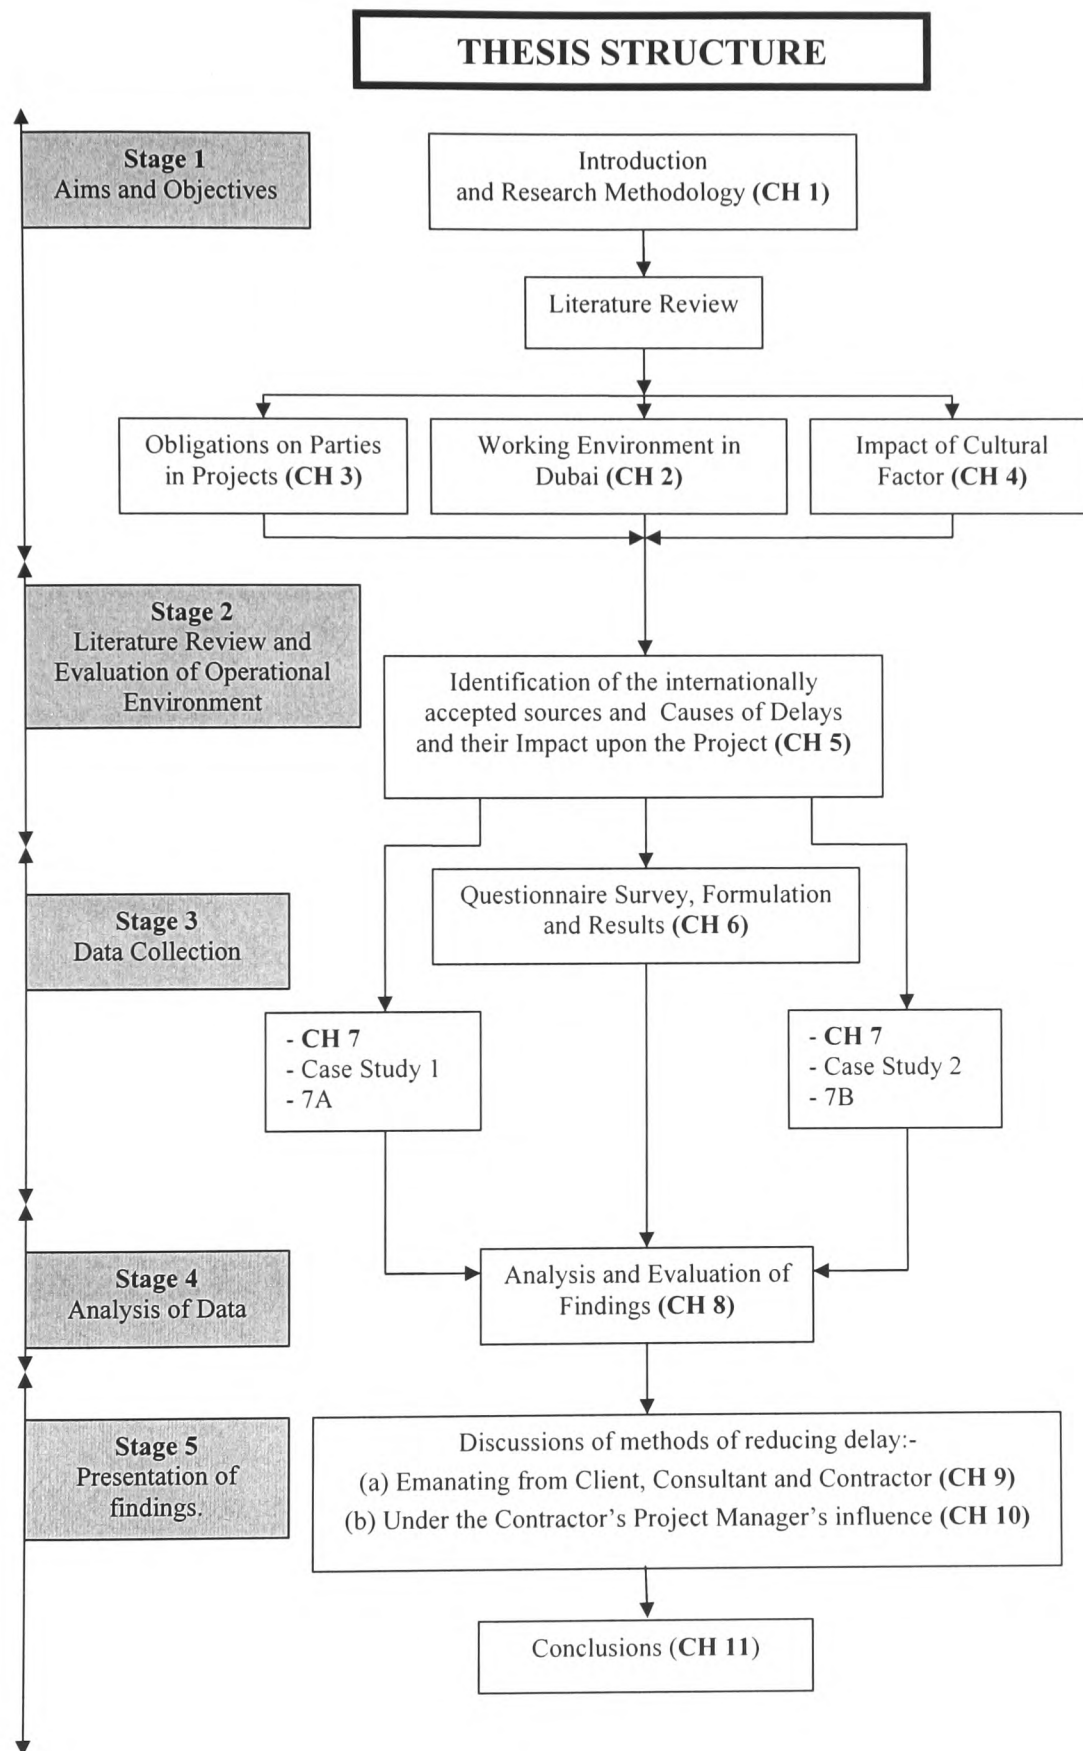 THESIS STRUCTURE
Stage 1
Aims and Objectives
Introduction
and Research Methodology (CH 1)
Literature Review
Obligations on Parties
in Projects (CH 3)
Working Environment in
Dubai (CH 2)
Impact of Cultural
Factor (CH 4)
Stage 2
Literature Review and
Evaluation of Operational
Environment
Identification of the internationally
accepted sources and Causes of Delays
and their Impact upon the Project (CH 5)
Stage 3
Data Collection
Questionnaire Survey, Formulation
and Results (CH 6)
- CH 7
- Case Study 1
- 7A
- CH 7
- Case Study 2
- 7B
Stage 4
Analysis of Data
Analysis and Evaluation of
Findings (CH 8)
Stage 5
Presentation of
findings.
Discussions of methods of reducing delay:-
(a) Emanating from Client, Consultant and Contractor (CH 9)
(b) Under the Contractor's Project Manager's influence (CH 10)
Conclusions (CH 11)